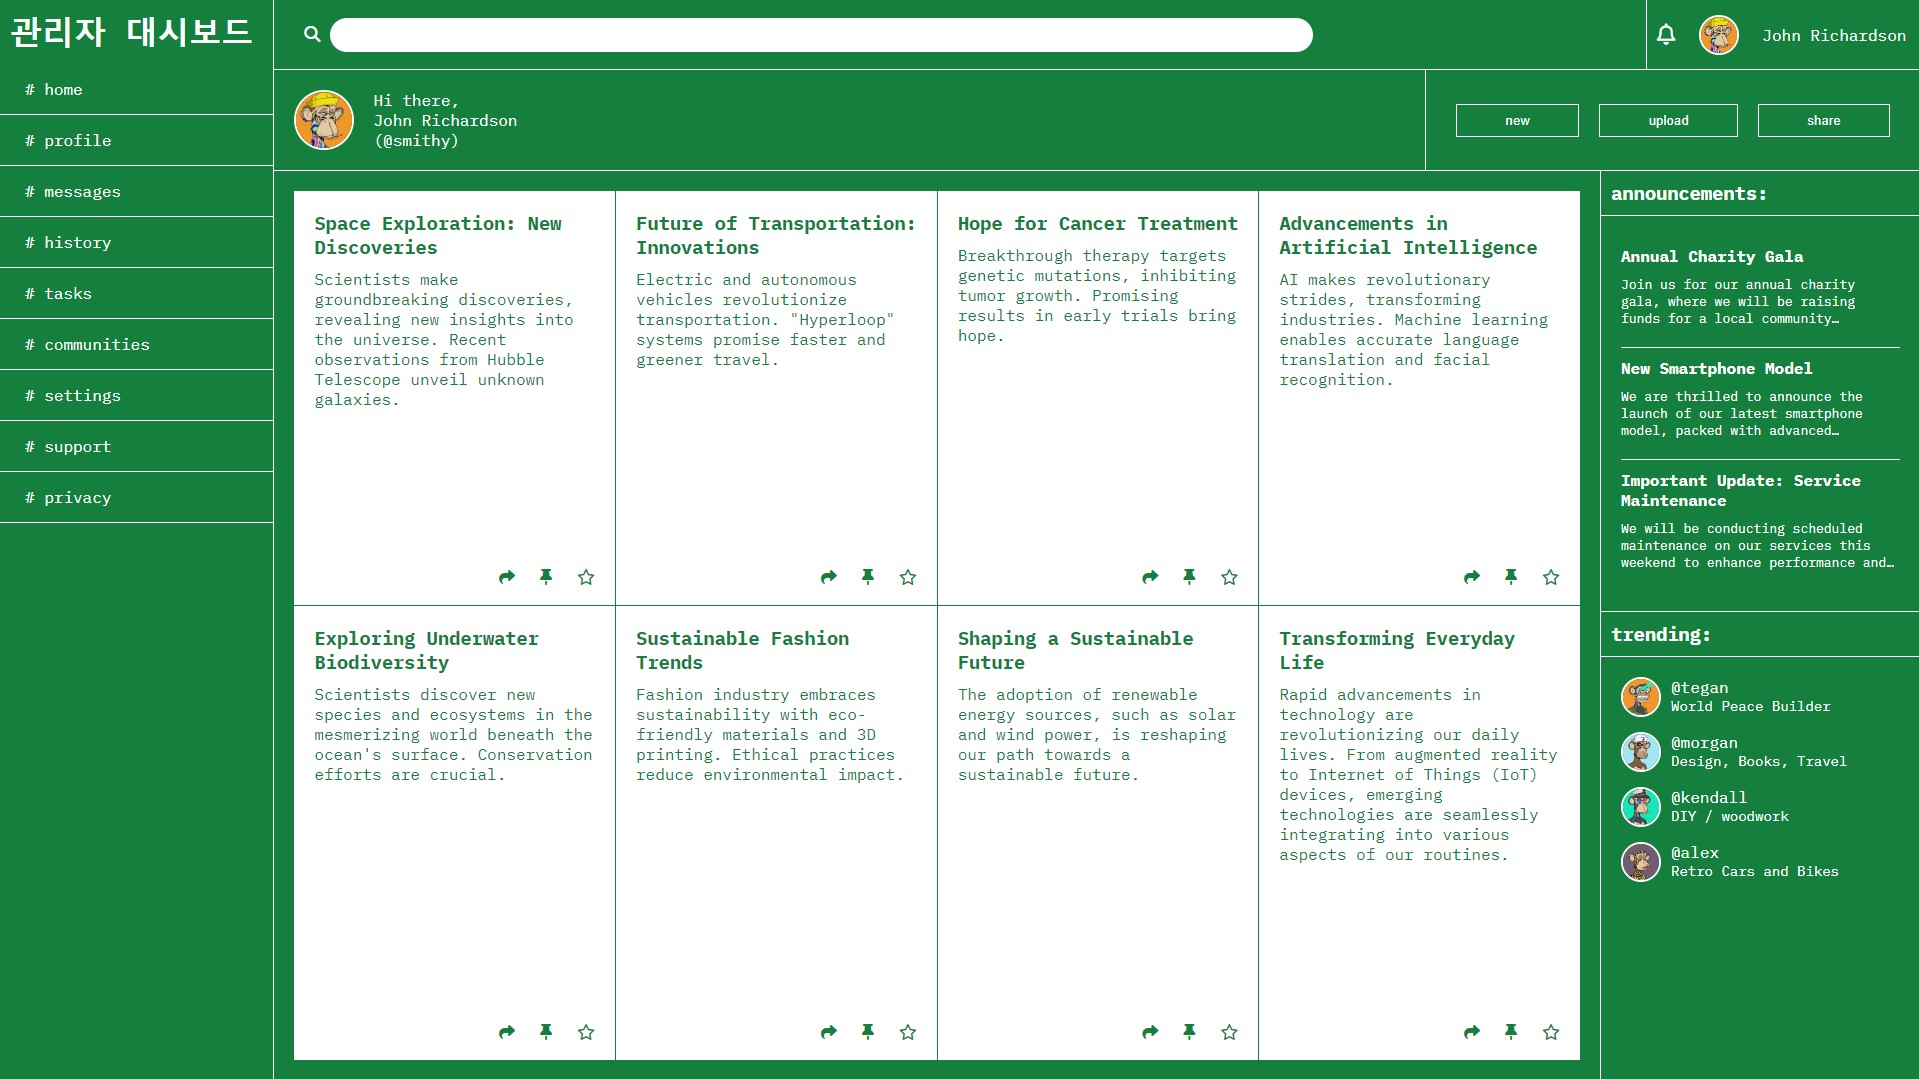 관리자 대시보드
# home
# profile
# messages
# history
# tasks
# communities
# settings
# support
# privacy
John Richardson
Hi there,
John Richardson
(@smithy)
new
upload
share
Space Exploration: New
Discoveries
Scientists make
groundbreaking discoveries,
revealing new insights into
the universe. Recent
observations from Hubble
Telescope unveil unknown
galaxies.
Future of Transportation:
Innovations
Electric and autonomous
vehicles revolutionize
transportation. "Hyperloop"
systems promise faster and
greener travel.
Hope for Cancer Treatment
Breakthrough therapy targets
genetic mutations, inhibiting
tumor growth. Promising
results in early trials bring
hope.
Advancements in
Artificial Intelligence
AI makes revolutionary
strides, transforming
industries. Machine learning
enables accurate language
translation and facial
recognition.
Exploring Underwater
Biodiversity
Scientists discover new
species and ecosystems in the
mesmerizing world beneath the
ocean's surface. Conservation
efforts are crucial.
Sustainable Fashion
Trends
Fashion industry embraces
sustainability with eco-
friendly materials and 3D
printing. Ethical practices
reduce environmental impact.
Shaping a Sustainable
Future
The adoption of renewable
energy sources, such as solar
and wind power, is reshaping
our path towards a
sustainable future.
Transforming Everyday
Life
Rapid advancements in
technology are
revolutionizing our daily
lives. From augmented reality
to Internet of Things (IoT)
devices, emerging
technologies are seamlessly
integrating into various
aspects of our routines.
announcements:
Annual Charity Gala
Join us for our annual charity
gala, where we will be raising
funds for a local community…
New Smartphone Model
We are thrilled to announce the
launch of our latest smartphone
model, packed with advanced…
Important Update: Service
Maintenance
We will be conducting scheduled
maintenance on our services this
weekend to enhance performance and…
trending:
@tegan
World Peace Builder
@morgan
Design, Books, Travel
@kendall
DIY / woodwork
@alex
Retro Cars and Bikes